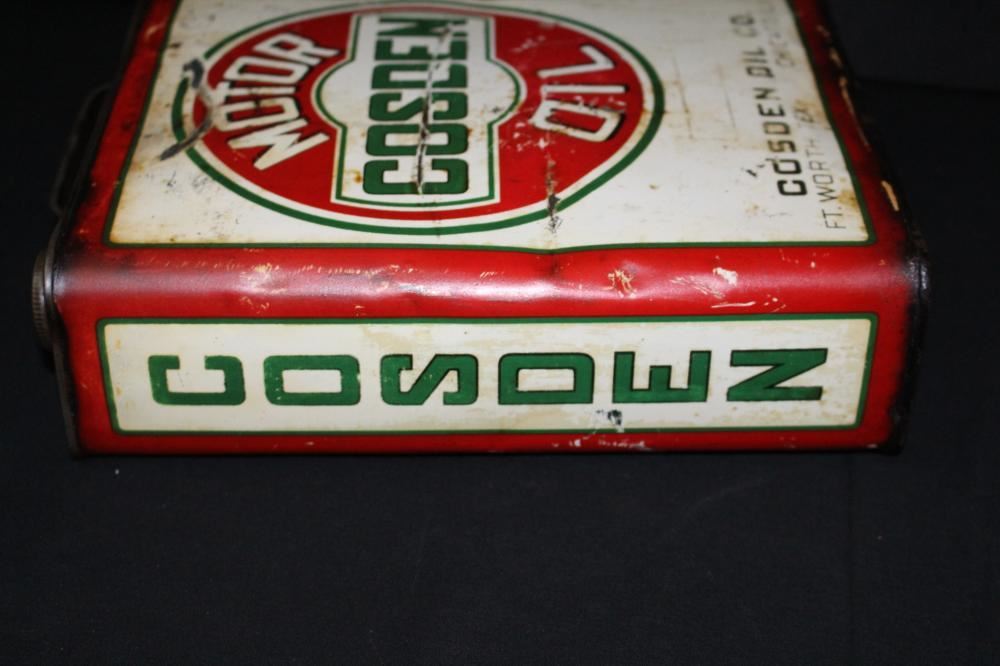 MOTOR
COSDEN
OIL
COSDEN OIL CO.
FT. WORTH
COSDEN